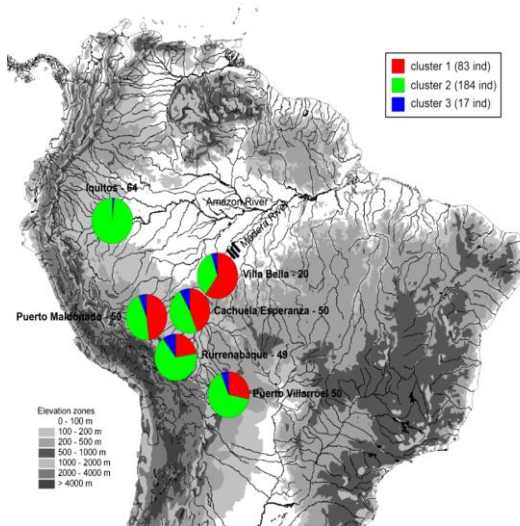 cluster 1 (83 ind)
cluster 2 (184 ind)
cluster 3 (17 ind)
Iquitos - 64
Amazon River
Madera River
Villa Bella - 20
Puerto Maldonado - 50
Cachuela Esperanza - 50
Rurrenabaque - 49
Puerto Villarroel 50
Elevation zones
0 - 100 m
100 - 200 m
200 - 500 m
500 - 1000 m
1000 - 2000 m
2000 - 4000 m
> 4000 m